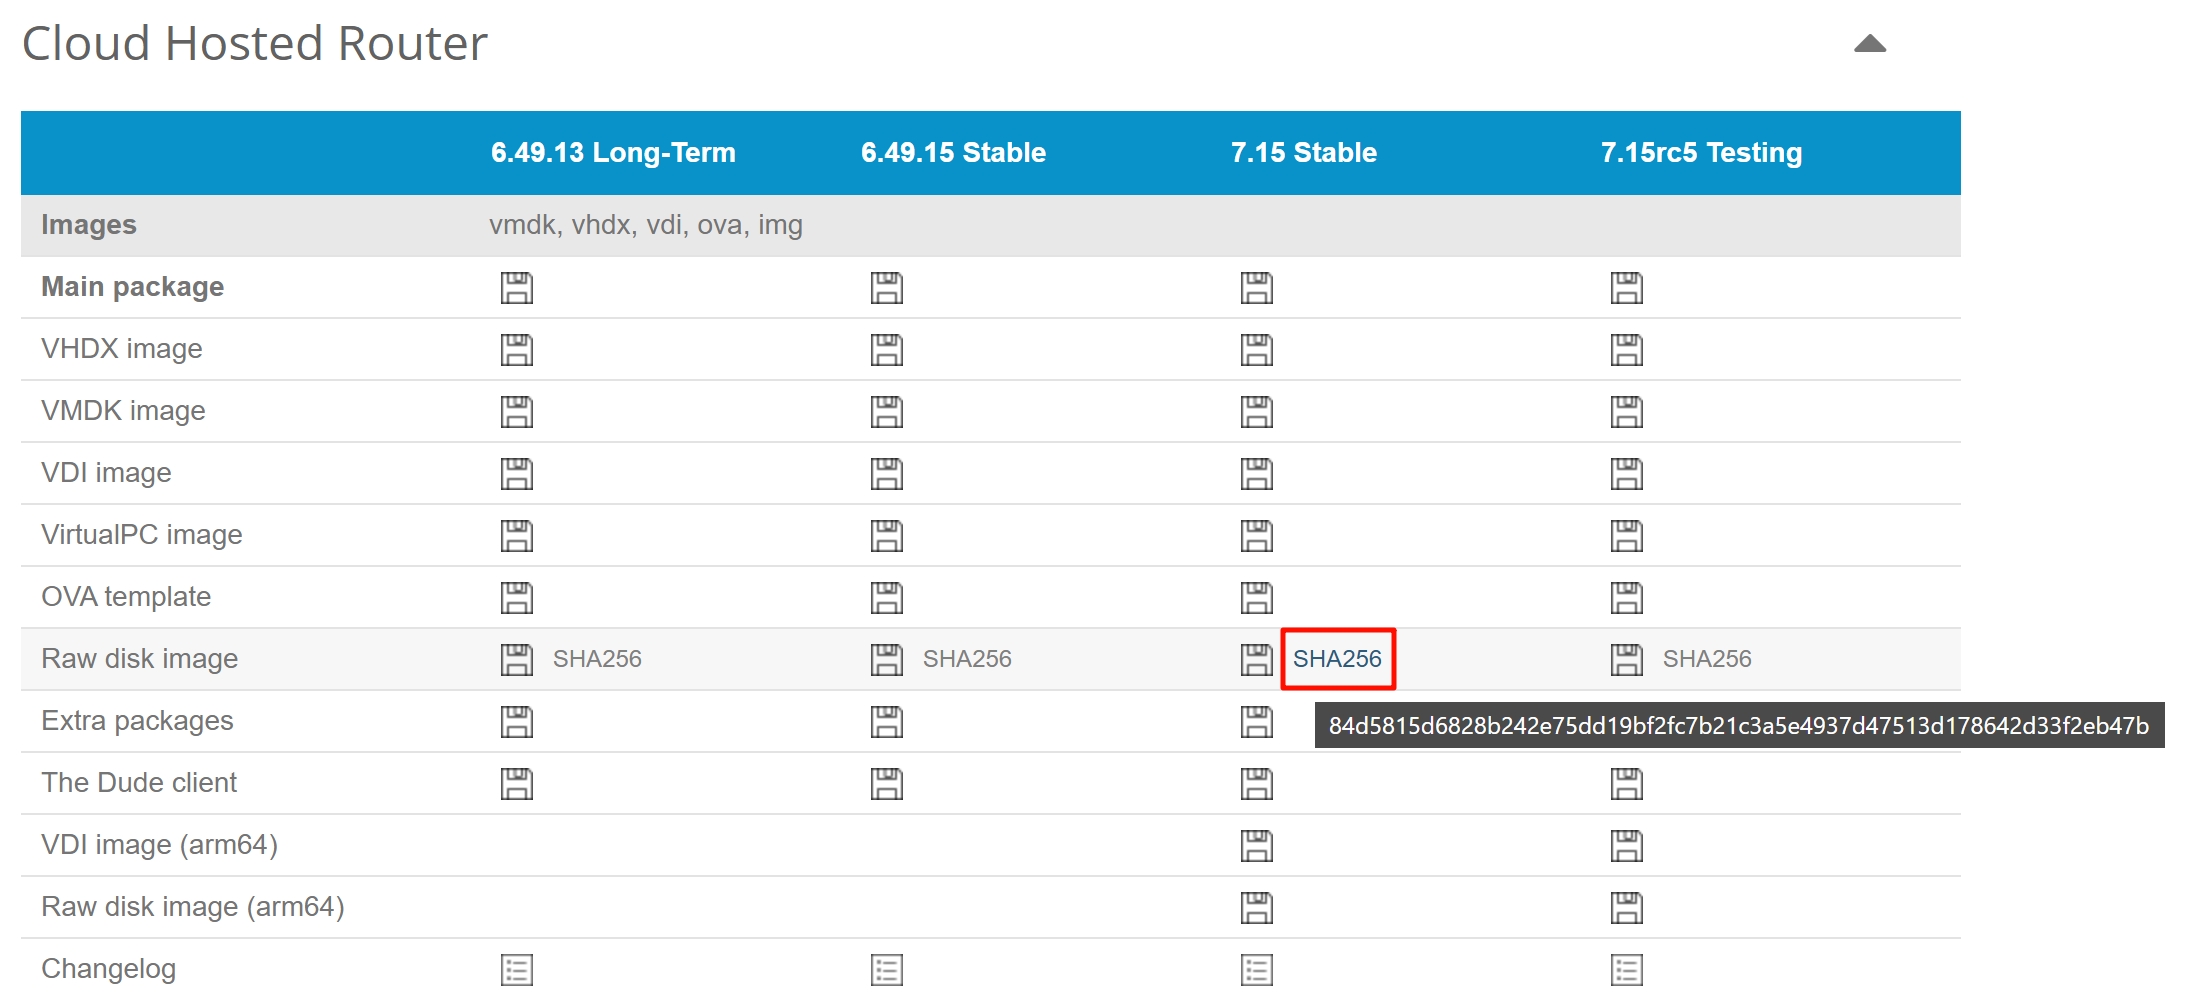 Cloud Hosted Router
6.49.13 Long-Term 6.49.15 Stable 7.15 Stable 7.15rc5 Testing
Images vmdk, vhdx, vdi, ova, img
Main package
VHDX image
VMDK image
VDI image
VirtualPC image
OVA template
Raw disk image SHA256 SHA256 SHA256 SHA256
Extra packages
84d5815d6828b242e75dd19bf2fc7b21c3a5e4937d47513d178642d33f2eb47b
The Dude client
VDI image (arm64)
Raw disk image (arm64)
Changelog